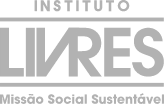 INSTITUTO
LIVRES
Missão Social Sustentável